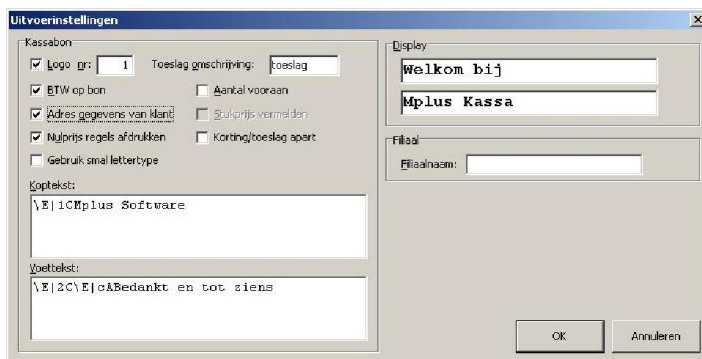 Uitvoerinstellingen
Kassabon
Logo nr: 1 Toeslag omschrijving: toeslag
BTW op bon
Aantal vooraan
Adres gegevens van klant
Stukprijs vermelden
Nulprijs regels afdrukken
Korting/toeslag apart
Gebruik smal lettertype
Koptekst:
\E|1CMplus Software
Voettekst:
\E|2C\E|cABedankt en tot ziens
Display
Welkom bij
Mplus Kassa
Filiaal
Filiaalnaam:
OK
Annuleren